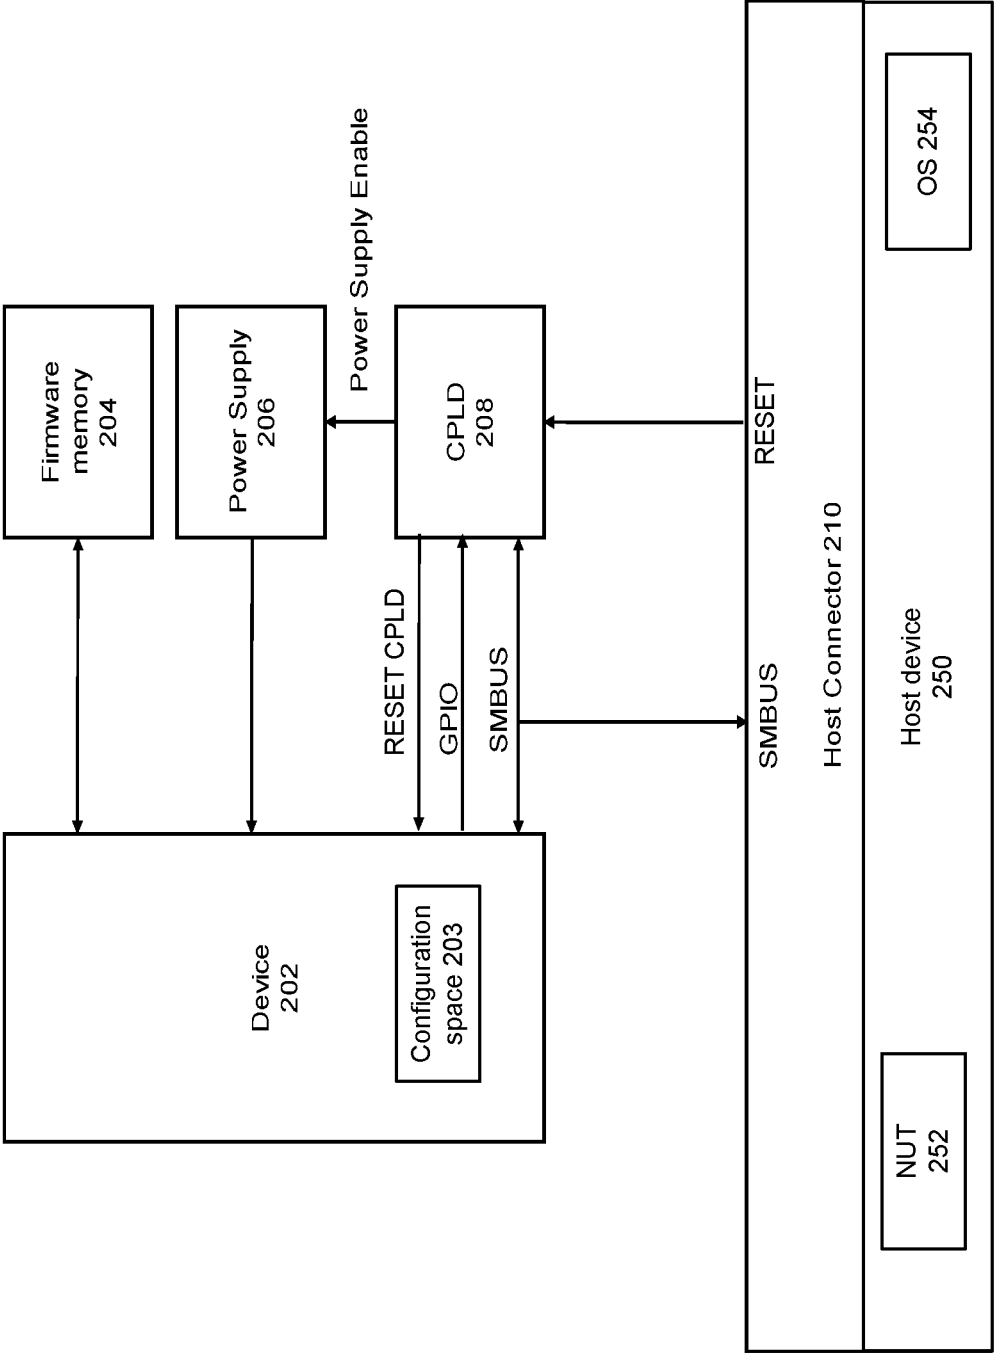 Device
202
Configuration
space 203
Firmware
memory
204
Power Supply
206
Power Supply Enable
CPLD
208
RESET CPLD
GPIO
SMBUS
SMBUS
RESET
Host Connector 210
Host device
250
NUT
252
OS 254